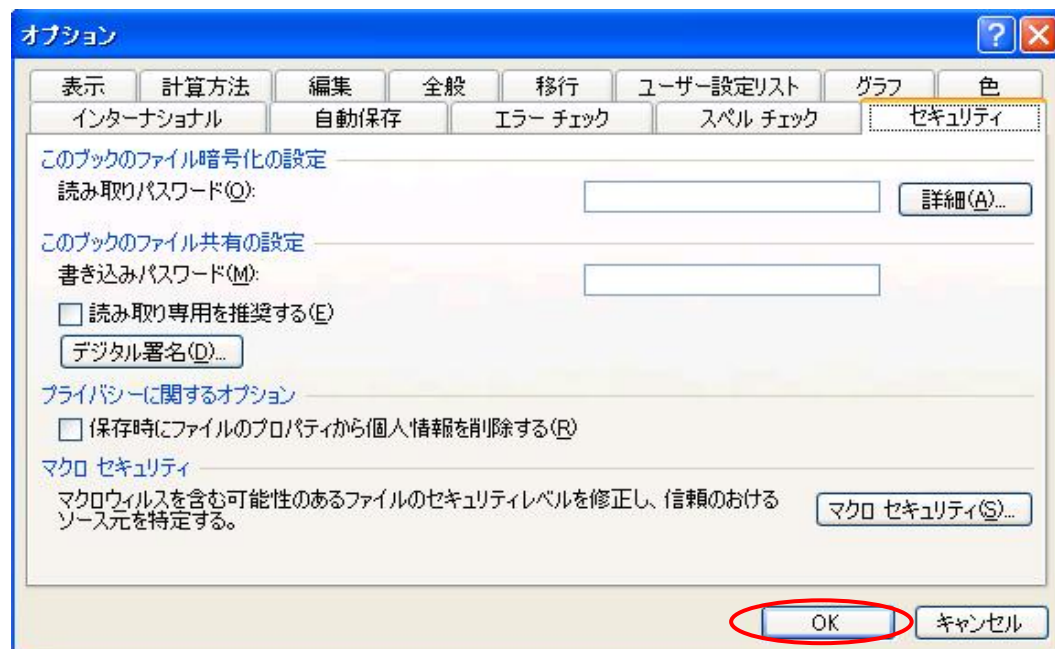 オプション
表示 計算方法 編集 全般 移行 ユーザー設定リスト グラフ 色
インターナショナル 自動保存 エラー チェック スペル チェック セキュリティ
このブックのファイル暗号化の設定
読み取りパスワード(O): 詳細(A)...
このブックのファイル共有の設定
書き込みパスワード(M):
読み取り専用を推奨する(E)
デジタル署名(D)...
プライバシーに関するオプション
保存時にファイルのプロパティから個人情報を削除する(R)
マクロ セキュリティ
マクロウィルスを含む可能性のあるファイルのセキュリティレベルを修正し、信頼のおける
ソース元を特定する。
マクロ セキュリティ(S)...
OK キャンセル